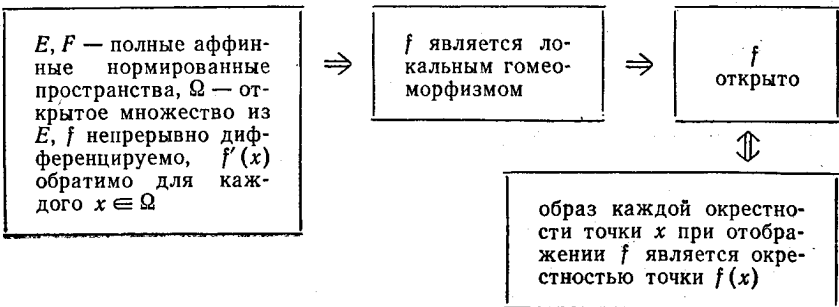 E, F — полные аффин-
ные нормированные
пространства, Ω — от-
крытое множество из
E, f непрерывно диф-
ференцируемо, f′ (x)
обратимо для каж-
дого x ∈ Ω
⇒
f является ло-
кальным гомео-
морфизмом
⇒
f
открыто
⇕
образ каждой окрестно-
сти точки x при отобра-
жении f является окре-
стностью точки f (x)